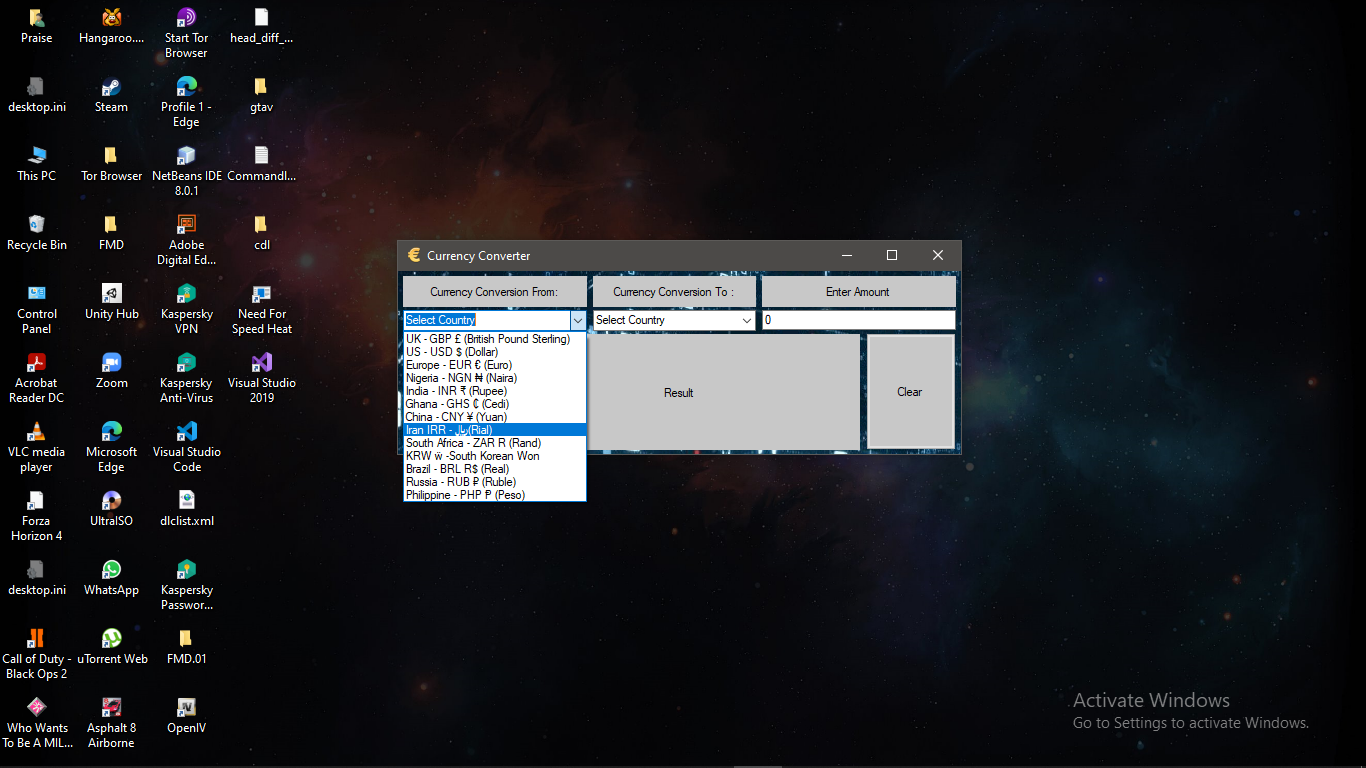 Praise
Hangaroo....
Start Tor
Browser
head_diff_...
desktop.ini
Steam
Profile 1 -
Edge
gtav
This PC
Tor Browser
NetBeans IDE
8.0.1
CommandI...
Recycle Bin
FMD
Adobe
Digital Ed...
cdl
Control
Panel
Unity Hub
Kaspersky
VPN
Need For
Speed Heat
Acrobat
Reader DC
Zoom
Kaspersky
Anti-Virus
Visual Studio
2019
VLC media
player
Microsoft
Edge
Visual Studio
Code
Forza
Horizon 4
UltraISO
dlclist.xml
desktop.ini
WhatsApp
Kaspersky
Passwor...
Call of Duty -
Black Ops 2
uTorrent Web
FMD.01
Who Wants
To Be A MIL...
Asphalt 8
Airborne
OpenIV
Currency Converter
Currency Conversion From:
Currency Conversion To :
Enter Amount
Select Country
Select Country
0
UK - GBP £ (British Pound Sterling)
US - USD $ (Dollar)
Europe - EUR € (Euro)
Nigeria - NGN ₦ (Naira)
India - INR ₹ (Rupee)
Ghana - GHS ₵ (Cedi)
China - CNY ¥ (Yuan)
Iran IRR - ﷼(Rial)
South Africa - ZAR R (Rand)
KRW ₩ -South Korean Won
Brazil - BRL R$ (Real)
Russia - RUB ₽ (Ruble)
Philippine - PHP ₱ (Peso)
Result
Clear
Activate Windows
Go to Settings to activate Windows.